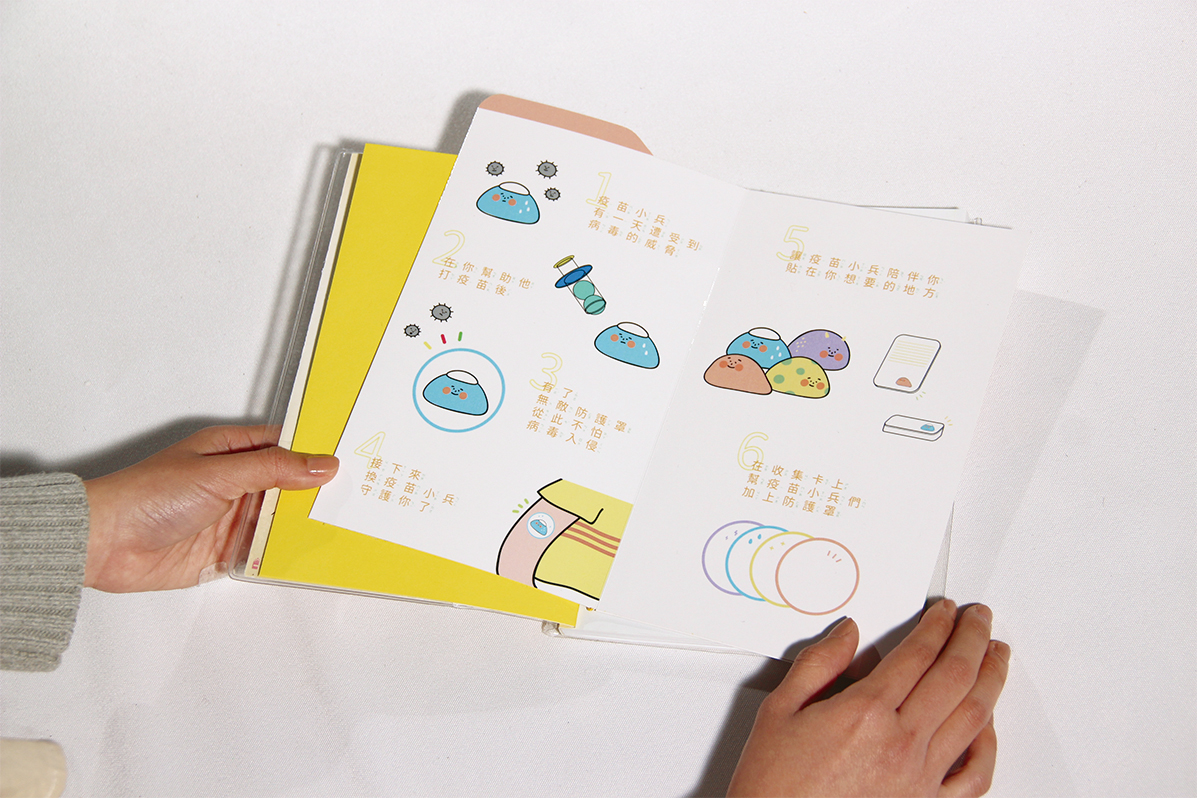 1
疫苗小兵
有一天遭受到
病毒的威脅
2
在你幫助他
打疫苗後
3
有了
無敵防護罩
從此不怕
病毒入侵
4
接下來
換疫苗小兵
守護你了
5
讓疫苗小兵陪伴你
貼在你想要的地方
6
在收集卡上
幫疫苗小兵們
加上防護罩